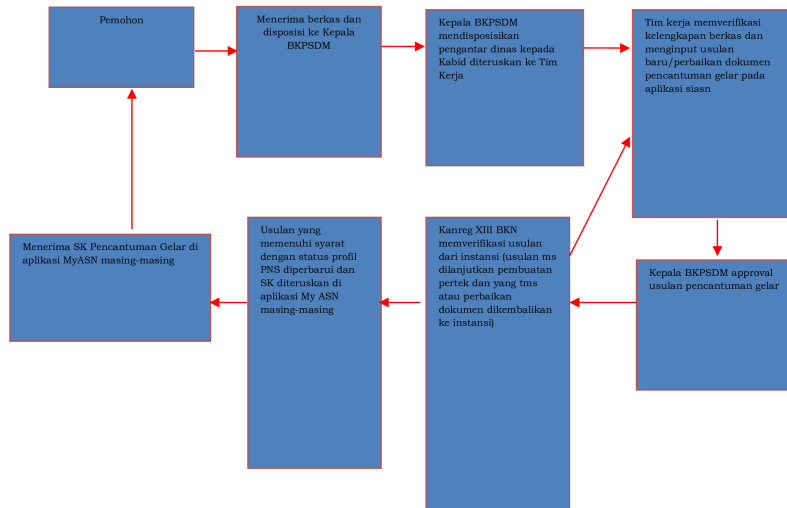 Pemohon
Menerima berkas dan
disposisi ke Kepala
BKPSDM
Kepala BKPSDM
mendisposisikan
pengantar dinas kepada
Kabid diteruskan ke Tim
Kerja
Tim kerja memverifikasi
kelengkapan berkas dan
menginput usulan
baru/perbaikan dokumen
pencantuman gelar pada
aplikasi siasn
Menerima SK Pencantuman Gelar di
aplikasi MyASN masing-masing
Usulan yang
memenuhi syarat
dengan status profil
PNS diperbarui dan
SK diteruskan di
aplikasi My ASN
masing-masing
Kanreg XIII BKN
memverifikasi usulan
dari instansi (usulan ms
dilanjutkan pembuatan
pertek dan yang tms
atau perbaikan
dokumen dikembalikan
ke instansi)
Kepala BKPSDM approval
usulan pencantuman gelar